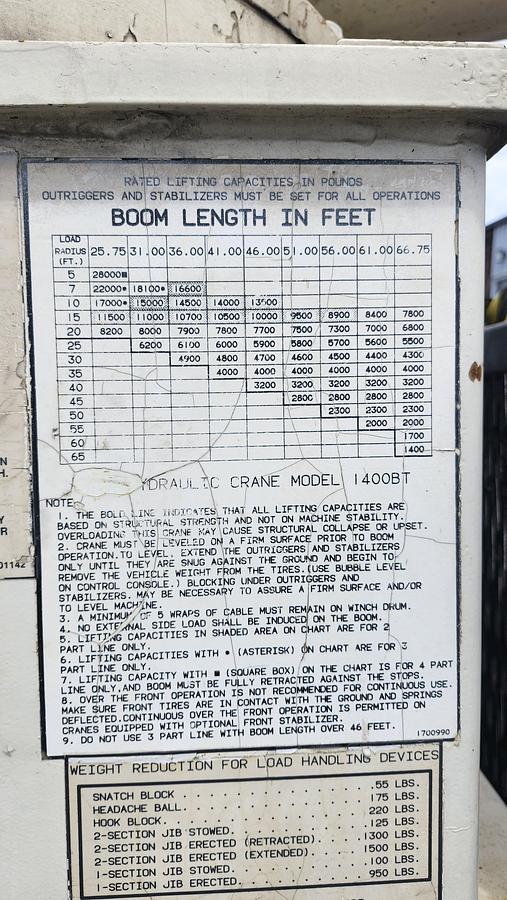 RATED LIFTING CAPACITIES IN POUNDS
OUTRIGGERS AND STABILIZERS MUST BE SET FOR ALL OPERATIONS
BOOM LENGTH IN FEET
LOAD RADIUS (FT.) 25.75 31.00 36.00 41.00 46.00 51.00 56.00 61.00 66.75
5 28000■
7 22000* 18100* 16600
10 17000* 15000 14500 14000 13500
15 11500 11000 10700 10500 10000 9500 8900 8400 7800
20 8200 8000 7900 7800 7700 7500 7300 7000 6800
25 6200 6100 6000 5900 5800 5700 5600 5500
30 4900 4800 4700 4600 4500 4400 4300
35 4000 4000 4000 4000 4000 4000
40 3200 3200 3200 3200 3200
45 2800 2800 2800 2800
50 2300 2300 2300
55 2000 2000
60 1700
65 1400
YDRAULIC CRANE MODEL 1400BT
NOTE
1. THE BOLD LINE INDICATES THAT ALL LIFTING CAPACITIES ARE
BASED ON STRUCTURAL STRENGTH AND NOT ON MACHINE STABILITY.
OVERLOADING THIS CRANE MAY CAUSE STRUCTURAL COLLAPSE OR UPSET.
2. CRANE MUST BE LEVELED ON A FIRM SURFACE PRIOR TO BOOM
OPERATION. TO LEVEL, EXTEND THE OUTRIGGERS AND STABILIZERS
ONLY UNTIL THEY ARE SNUG AGAINST THE GROUND AND BEGIN TO
REMOVE THE VEHICLE WEIGHT FROM THE TIRES. (USE BUBBLE LEVEL
ON CONTROL CONSOLE.) BLOCKING UNDER OUTRIGGERS AND
STABILIZERS, MAY BE NECESSARY TO ASSURE A FIRM SURFACE AND/OR
TO LEVEL MACHINE.
3. A MINIMUM OF 5 WRAPS OF CABLE MUST REMAIN ON WINCH DRUM.
4. NO EXTERNAL SIDE LOAD SHALL BE INDUCED ON THE BOOM.
5. LIFTING CAPACITIES IN SHADED AREA ON CHART ARE FOR 2
PART LINE ONLY.
6. LIFTING CAPACITIES WITH * (ASTERISK) ON CHART ARE FOR 3
PART LINE ONLY.
7. LIFTING CAPACITY WITH ■ (SQUARE BOX) ON THE CHART IS FOR 4 PART
LINE ONLY, AND BOOM MUST BE FULLY RETRACTED AGAINST THE STOPS.
8. OVER THE FRONT OPERATION IS NOT RECOMMENDED FOR CONTINUOUS USE.
MAKE SURE FRONT TIRES ARE IN CONTACT WITH THE GROUND AND SPRINGS
DEFLECTED. CONTINUOUS OVER THE FRONT OPERATION IS PERMITTED ON
CRANES EQUIPPED WITH OPTIONAL FRONT STABILIZER.
9. DO NOT USE 3 PART LINE WITH BOOM LENGTH OVER 46 FEET. 1700990
WEIGHT REDUCTION FOR LOAD HANDLING DEVICES
SNATCH BLOCK . . . . . . . . . . . . 55 LBS.
HEADACHE BALL . . . . . . . . . . . . 175 LBS.
HOOK BLOCK . . . . . . . . . . . . 220 LBS.
2-SECTION JIB STOWED . . . . . . . . . 125 LBS.
2-SECTION JIB ERECTED (RETRACTED) . . . . 1300 LBS.
2-SECTION JIB ERECTED (EXTENDED) . . . . 1500 LBS.
1-SECTION JIB STOWED . . . . . . . . . 100 LBS.
1-SECTION JIB ERECTED . . . . . . . . . 950 LBS.
N
H.
Y
R
01142